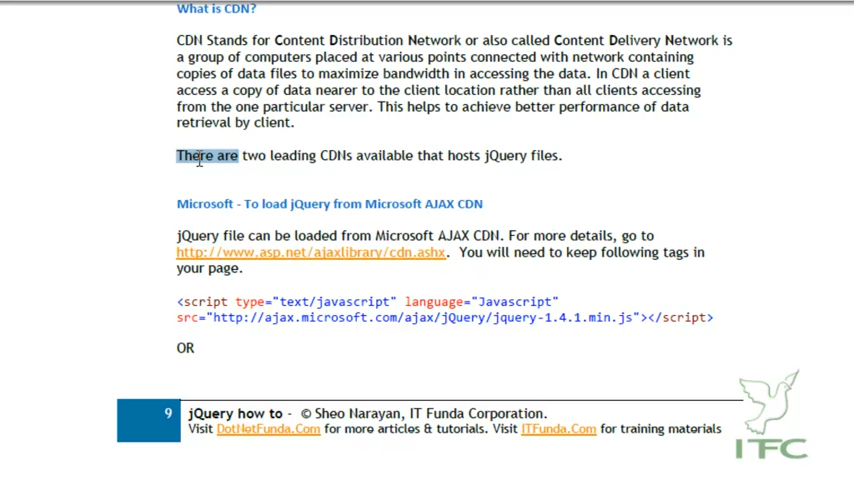 What is CDN?
CDN Stands for Content Distribution Network or also called Content Delivery Network is
a group of computers placed at various points connected with network containing
copies of data files to maximize bandwidth in accessing the data. In CDN a client
access a copy of data nearer to the client location rather than all clients accessing
from the one particular server. This helps to achieve better performance of data
retrieval by client.
There are two leading CDNs available that hosts jQuery files.
Microsoft - To load jQuery from Microsoft AJAX CDN
jQuery file can be loaded from Microsoft AJAX CDN. For more details, go to
http://www.asp.net/ajaxlibrary/cdn.ashx. You will need to keep following tags in
your page.
<script type="text/javascript" language="Javascript"
src="http://ajax.microsoft.com/ajax/jQuery/jquery-1.4.1.min.js"></script>
OR
9 jQuery how to - © Sheo Narayan, IT Funda Corporation.
Visit DotNetFunda.Com for more articles & tutorials. Visit ITFunda.Com for training materials
ITFC